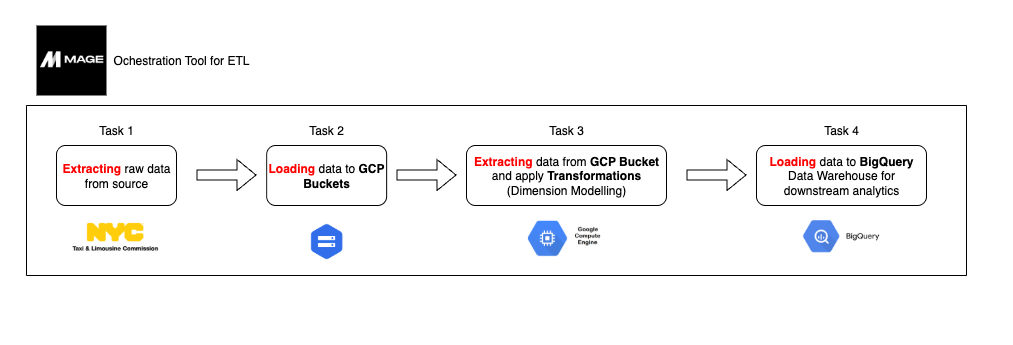 MAGE
Ochestration Tool for ETL
Task 1
Extracting raw data
from source
NYC
Taxi & Limousine Commission
Task 2
Loading data to GCP
Buckets
Task 3
Extracting data from GCP Bucket
and apply Transformations
(Dimension Modelling)
Google
Compute
Engine
Task 4
Loading data to BigQuery
Data Warehouse for
downstream analytics
BigQuery